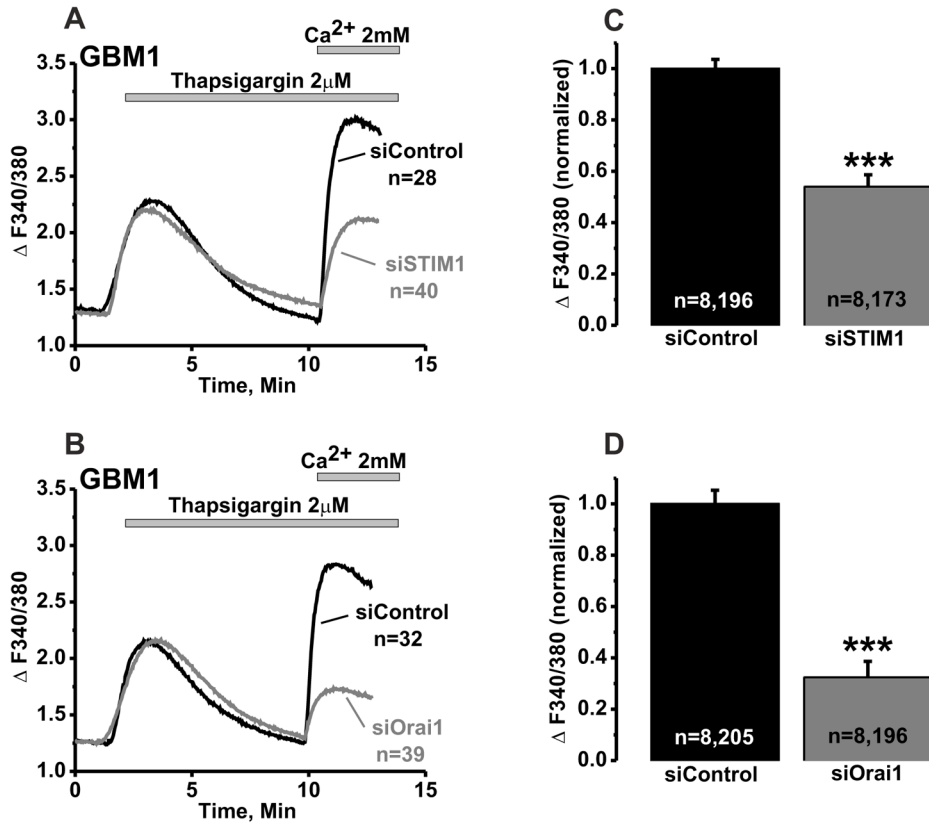 A
GBM1
Ca2+ 2mM
Thapsigargin 2μM
3.5
3.0
2.5
2.0
1.5
1.0
Δ F340/380
siControl
n=28
siSTIM1
n=40
0
5
10
15
Time, Min
C
Δ F340/380 (normalized)
1.0
0.8
0.6
0.4
0.2
0.0
***
n=8,196
n=8,173
siControl
siSTIM1
B
GBM1
Ca2+ 2mM
Thapsigargin 2μM
3.5
3.0
2.5
2.0
1.5
1.0
Δ F340/380
siControl
n=32
siOrai1
n=39
0
5
10
15
Time, Min
D
Δ F340/380 (normalized)
1.0
0.8
0.6
0.4
0.2
0.0
***
n=8,205
n=8,196
siControl
siOrai1